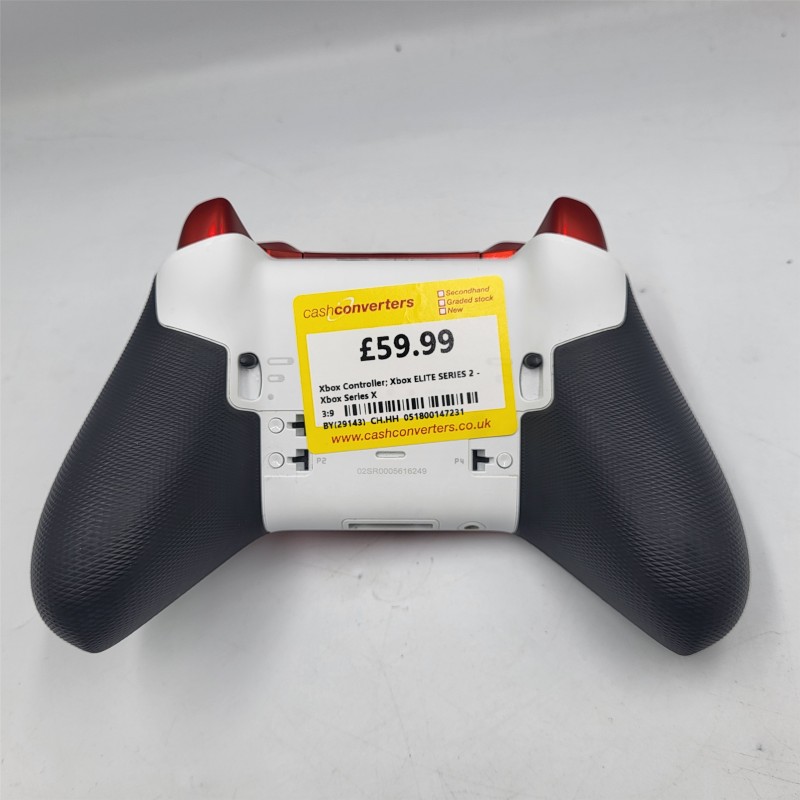 cashconverters
Secondhand
Graded stock
New
£59.99
Xbox Controller; Xbox ELITE SERIES 2 -
Xbox Series X
3:9
BY(29143) CH.HH 051800147231
www.cashconverters.co.uk
P2
P4
02SR0005616249